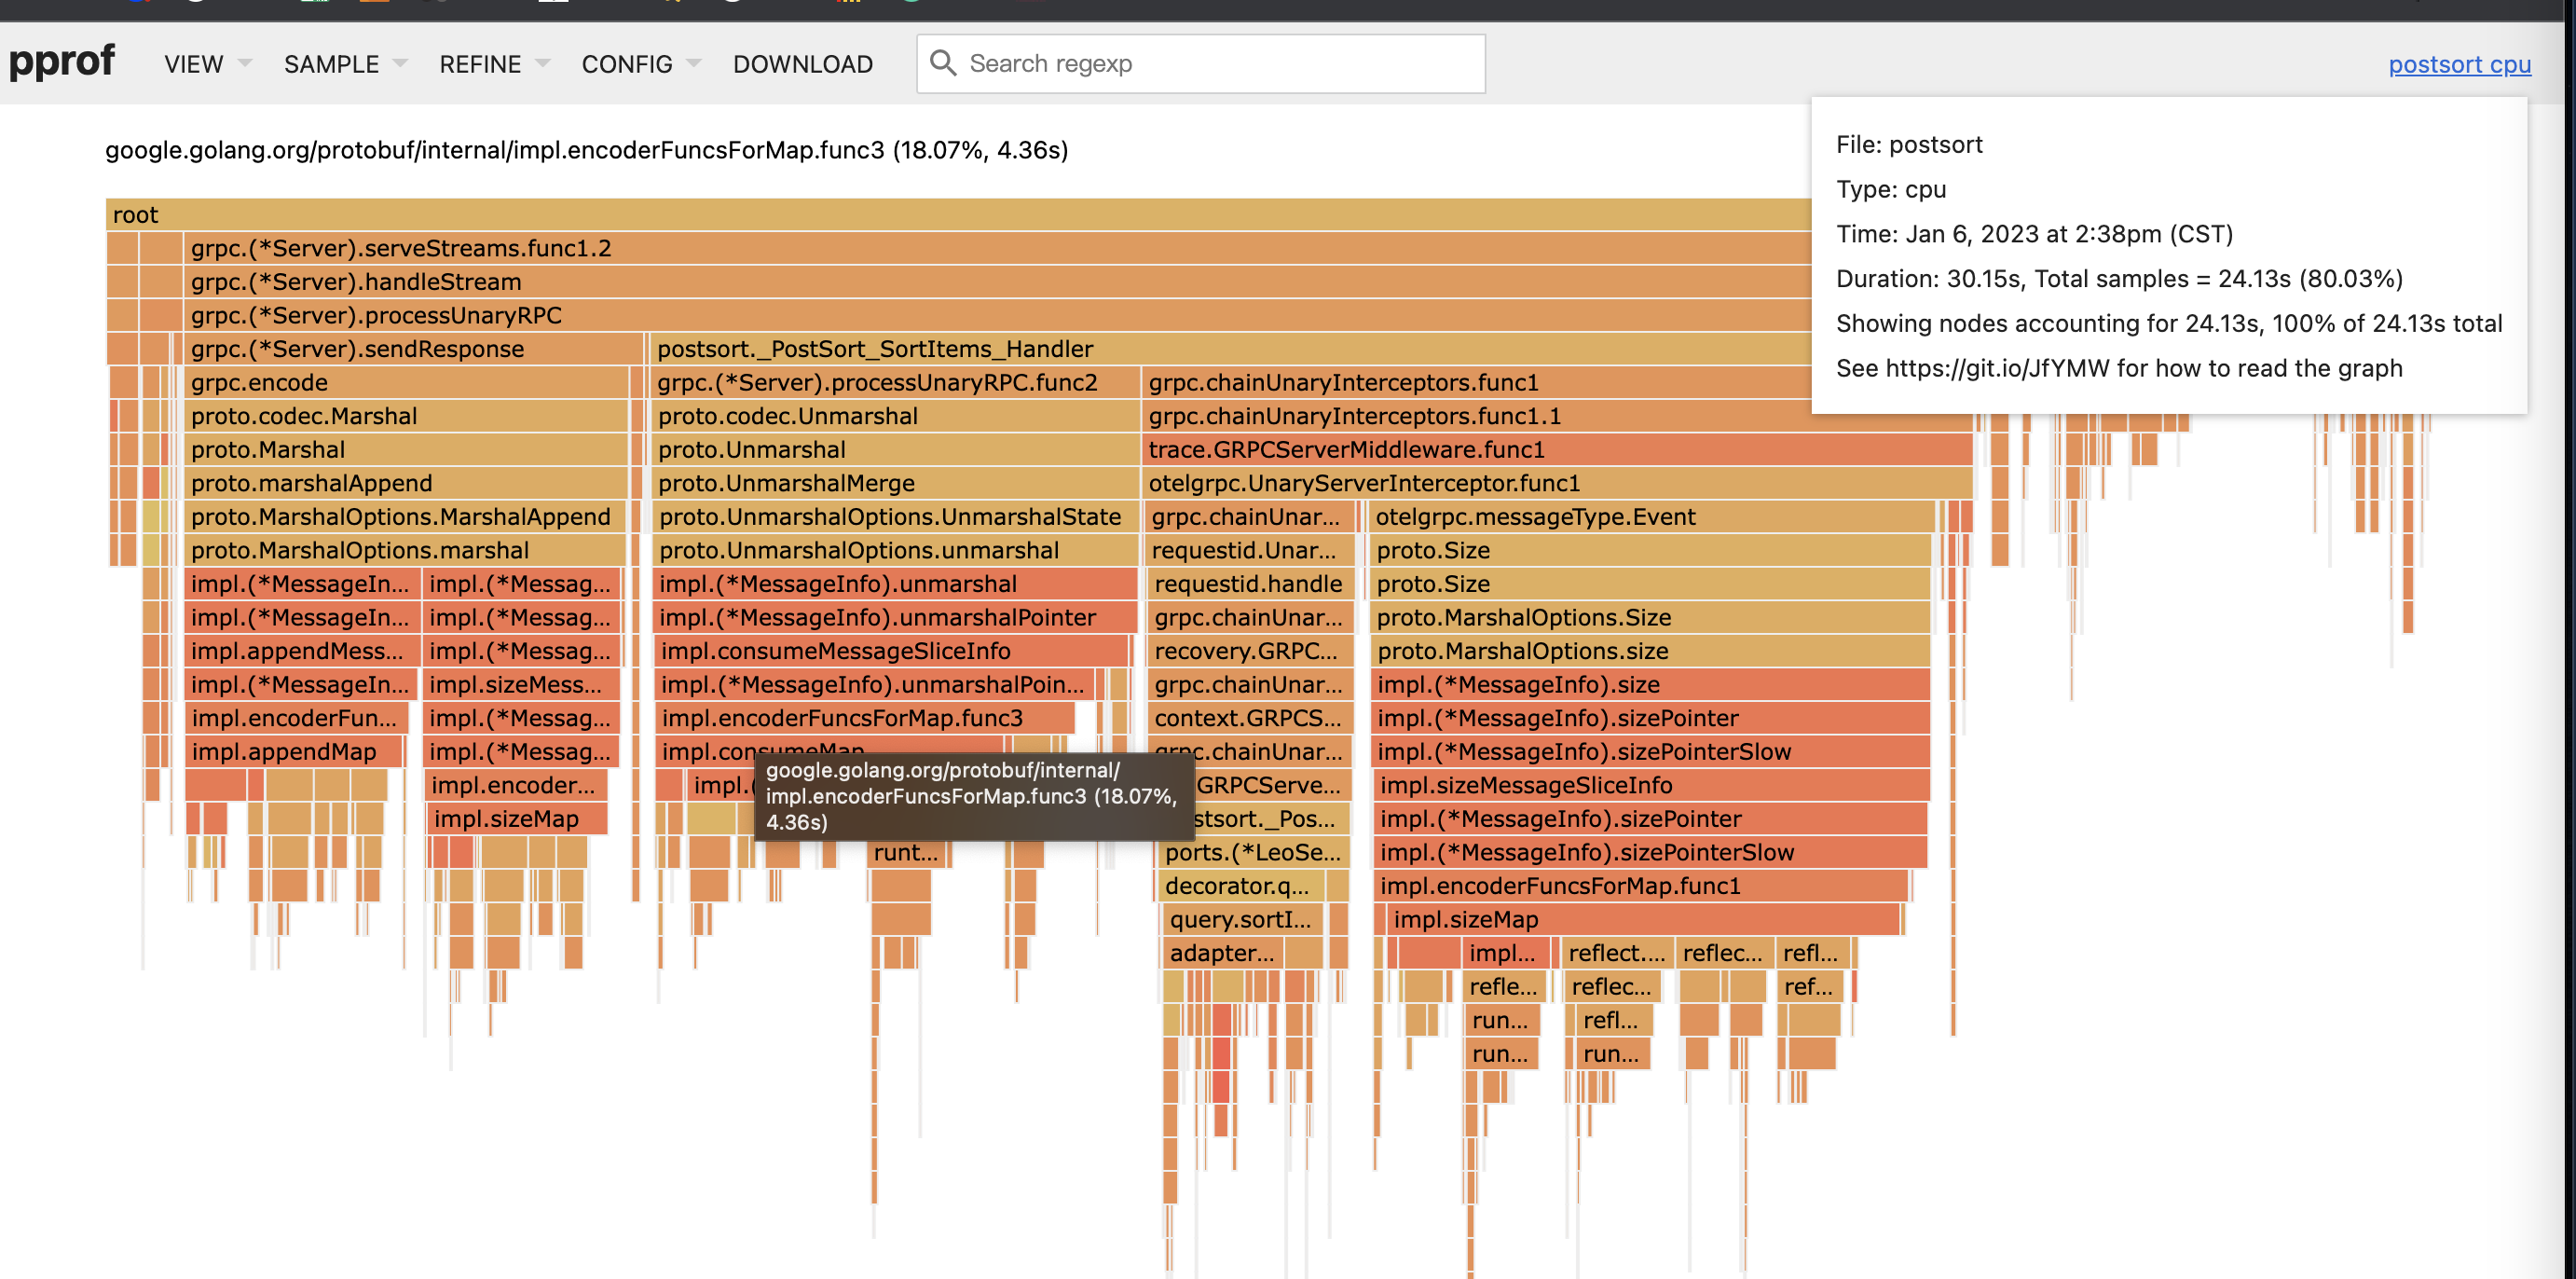 pprof VIEW SAMPLE REFINE CONFIG DOWNLOAD Search regexp postsort cpu
google.golang.org/protobuf/internal/impl.encoderFuncsForMap.func3 (18.07%, 4.36s)
File: postsort
Type: cpu
Time: Jan 6, 2023 at 2:38pm (CST)
Duration: 30.15s, Total samples = 24.13s (80.03%)
Showing nodes accounting for 24.13s, 100% of 24.13s total
See https://git.io/JfYMW for how to read the graph
root
grpc.(*Server).serveStreams.func1.2
grpc.(*Server).handleStream
grpc.(*Server).processUnaryRPC
grpc.(*Server).sendResponse postsort._PostSort_SortItems_Handler
grpc.encode grpc.(*Server).processUnaryRPC.func2 grpc.chainUnaryInterceptors.func1
proto.codec.Marshal proto.codec.Unmarshal grpc.chainUnaryInterceptors.func1.1
proto.Marshal proto.Unmarshal trace.GRPCServerMiddleware.func1
proto.marshalAppend proto.UnmarshalMerge otelgrpc.UnaryServerInterceptor.func1
proto.MarshalOptions.MarshalAppend proto.UnmarshalOptions.UnmarshalState grpc.chainUnar... otelgrpc.messageType.Event
proto.MarshalOptions.marshal proto.UnmarshalOptions.unmarshal requestid.Unar... proto.Size
impl.(*MessageIn... impl.(*Messag... impl.(*MessageInfo).unmarshal requestid.handle proto.Size
impl.(*MessageIn... impl.(*Messag... impl.(*MessageInfo).unmarshalPointer grpc.chainUnar... proto.MarshalOptions.Size
impl.appendMess... impl.(*Messag... impl.consumeMessageSliceInfo recovery.GRPC... proto.MarshalOptions.size
impl.(*MessageIn... impl.sizeMess... impl.(*MessageInfo).unmarshalPoin... grpc.chainUnar... impl.(*MessageInfo).size
impl.encoderFun... impl.(*Messag... impl.encoderFuncsForMap.func3 context.GRPCS... impl.(*MessageInfo).sizePointer
impl.appendMap impl.(*Messag... impl.consumeMap grpc.chainUnar... impl.(*MessageInfo).sizePointerSlow
impl.encoder... impl.( GRPCServe... impl.sizeMessageSliceInfo
google.golang.org/protobuf/internal/
impl.encoderFuncsForMap.func3 (18.07%,
4.36s)
impl.sizeMap stsort._Pos... impl.(*MessageInfo).sizePointer
runt... ports.(*LeoSe... impl.(*MessageInfo).sizePointerSlow
decorator.q... impl.encoderFuncsForMap.func1
query.sortI... impl.sizeMap
adapter... impl... reflect.... reflec... refl...
refle... reflec... ref...
run... refl...
run... run...